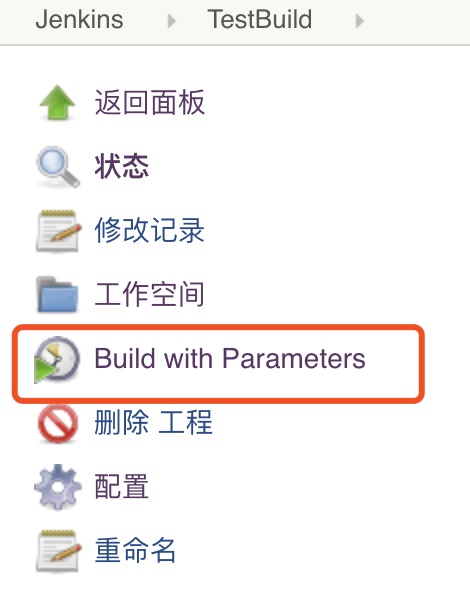 Jenkins TestBuild
返回面板
状态
修改记录
工作空间
Build with Parameters
删除 工程
配置
重命名